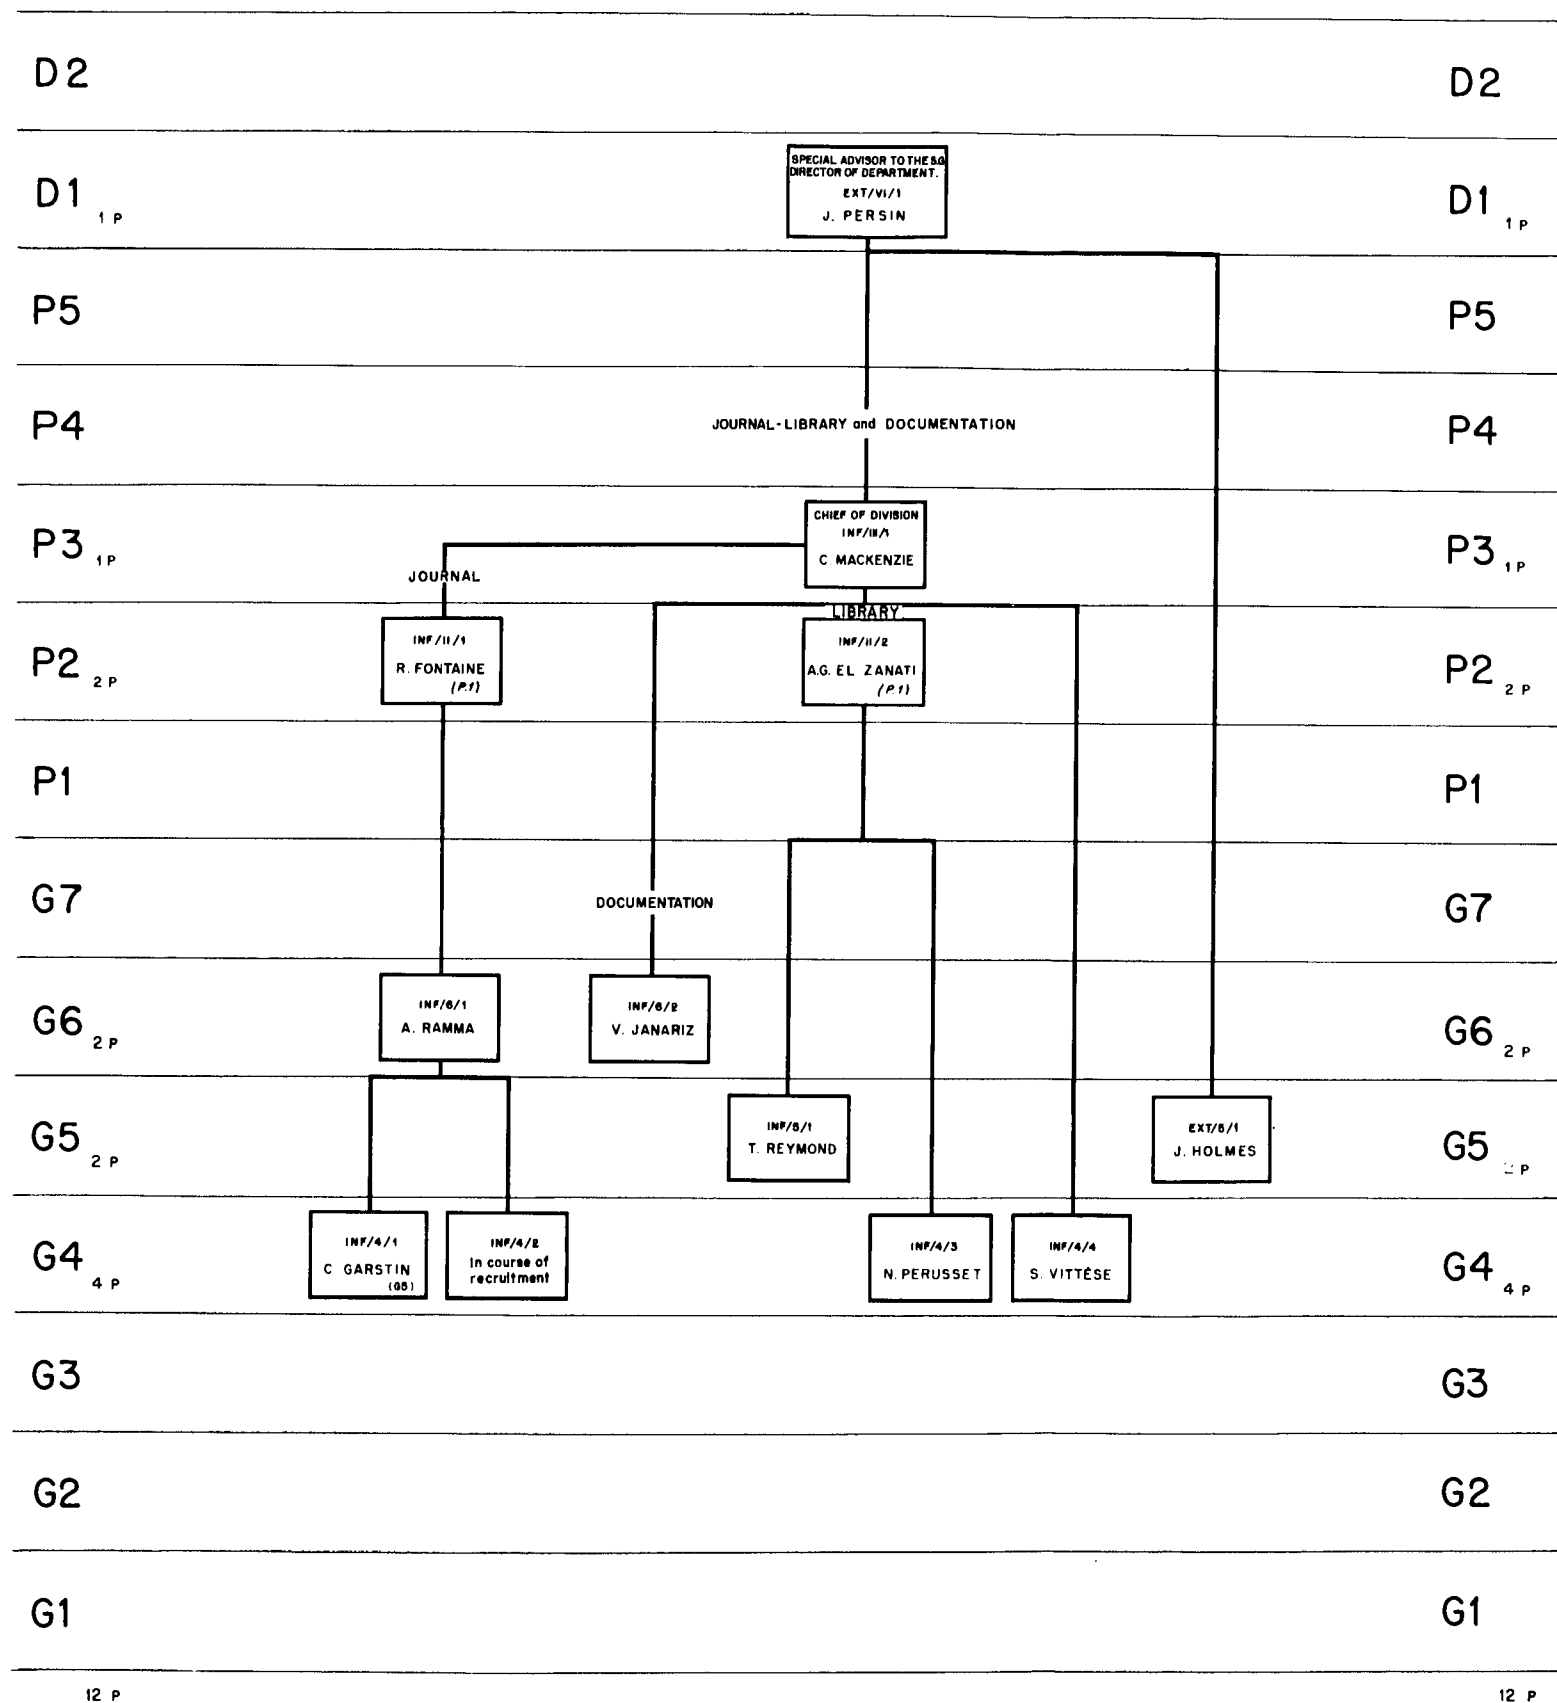 D2 D2
SPECIAL ADVISOR TO THE S.G
DIRECTOR OF DEPARTMENT.
EXT/VI/1
J. PERSIN
D1 1 P D1 1 P
P5 P5
P4 JOURNAL-LIBRARY and DOCUMENTATION P4
CHIEF OF DIVISION
INF/III/1
C. MACKENZIE
P3 1 P P3 1 P
JOURNAL
LIBRARY
INF/II/1
R. FONTAINE
(P.1)
INF/II/2
A.G. EL ZANATI
(P.1)
P2 2 P P2 2 P
P1 P1
G7 DOCUMENTATION G7
INF/6/1
A. RAMMA
INF/6/2
V. JANARIZ
G6 2 P G6 2 P
INF/5/1
T. REYMOND
EXT/5/1
J. HOLMES
G5 2 P G5 P
INF/4/1
C GARSTIN
(G5)
INF/4/2
In course of
recruitment
INF/4/3
N. PERUSSET
INF/4/4
S. VITTÈSE
G4 4 P G4 4 P
G3 G3
G2 G2
G1 G1
12 P 12 P